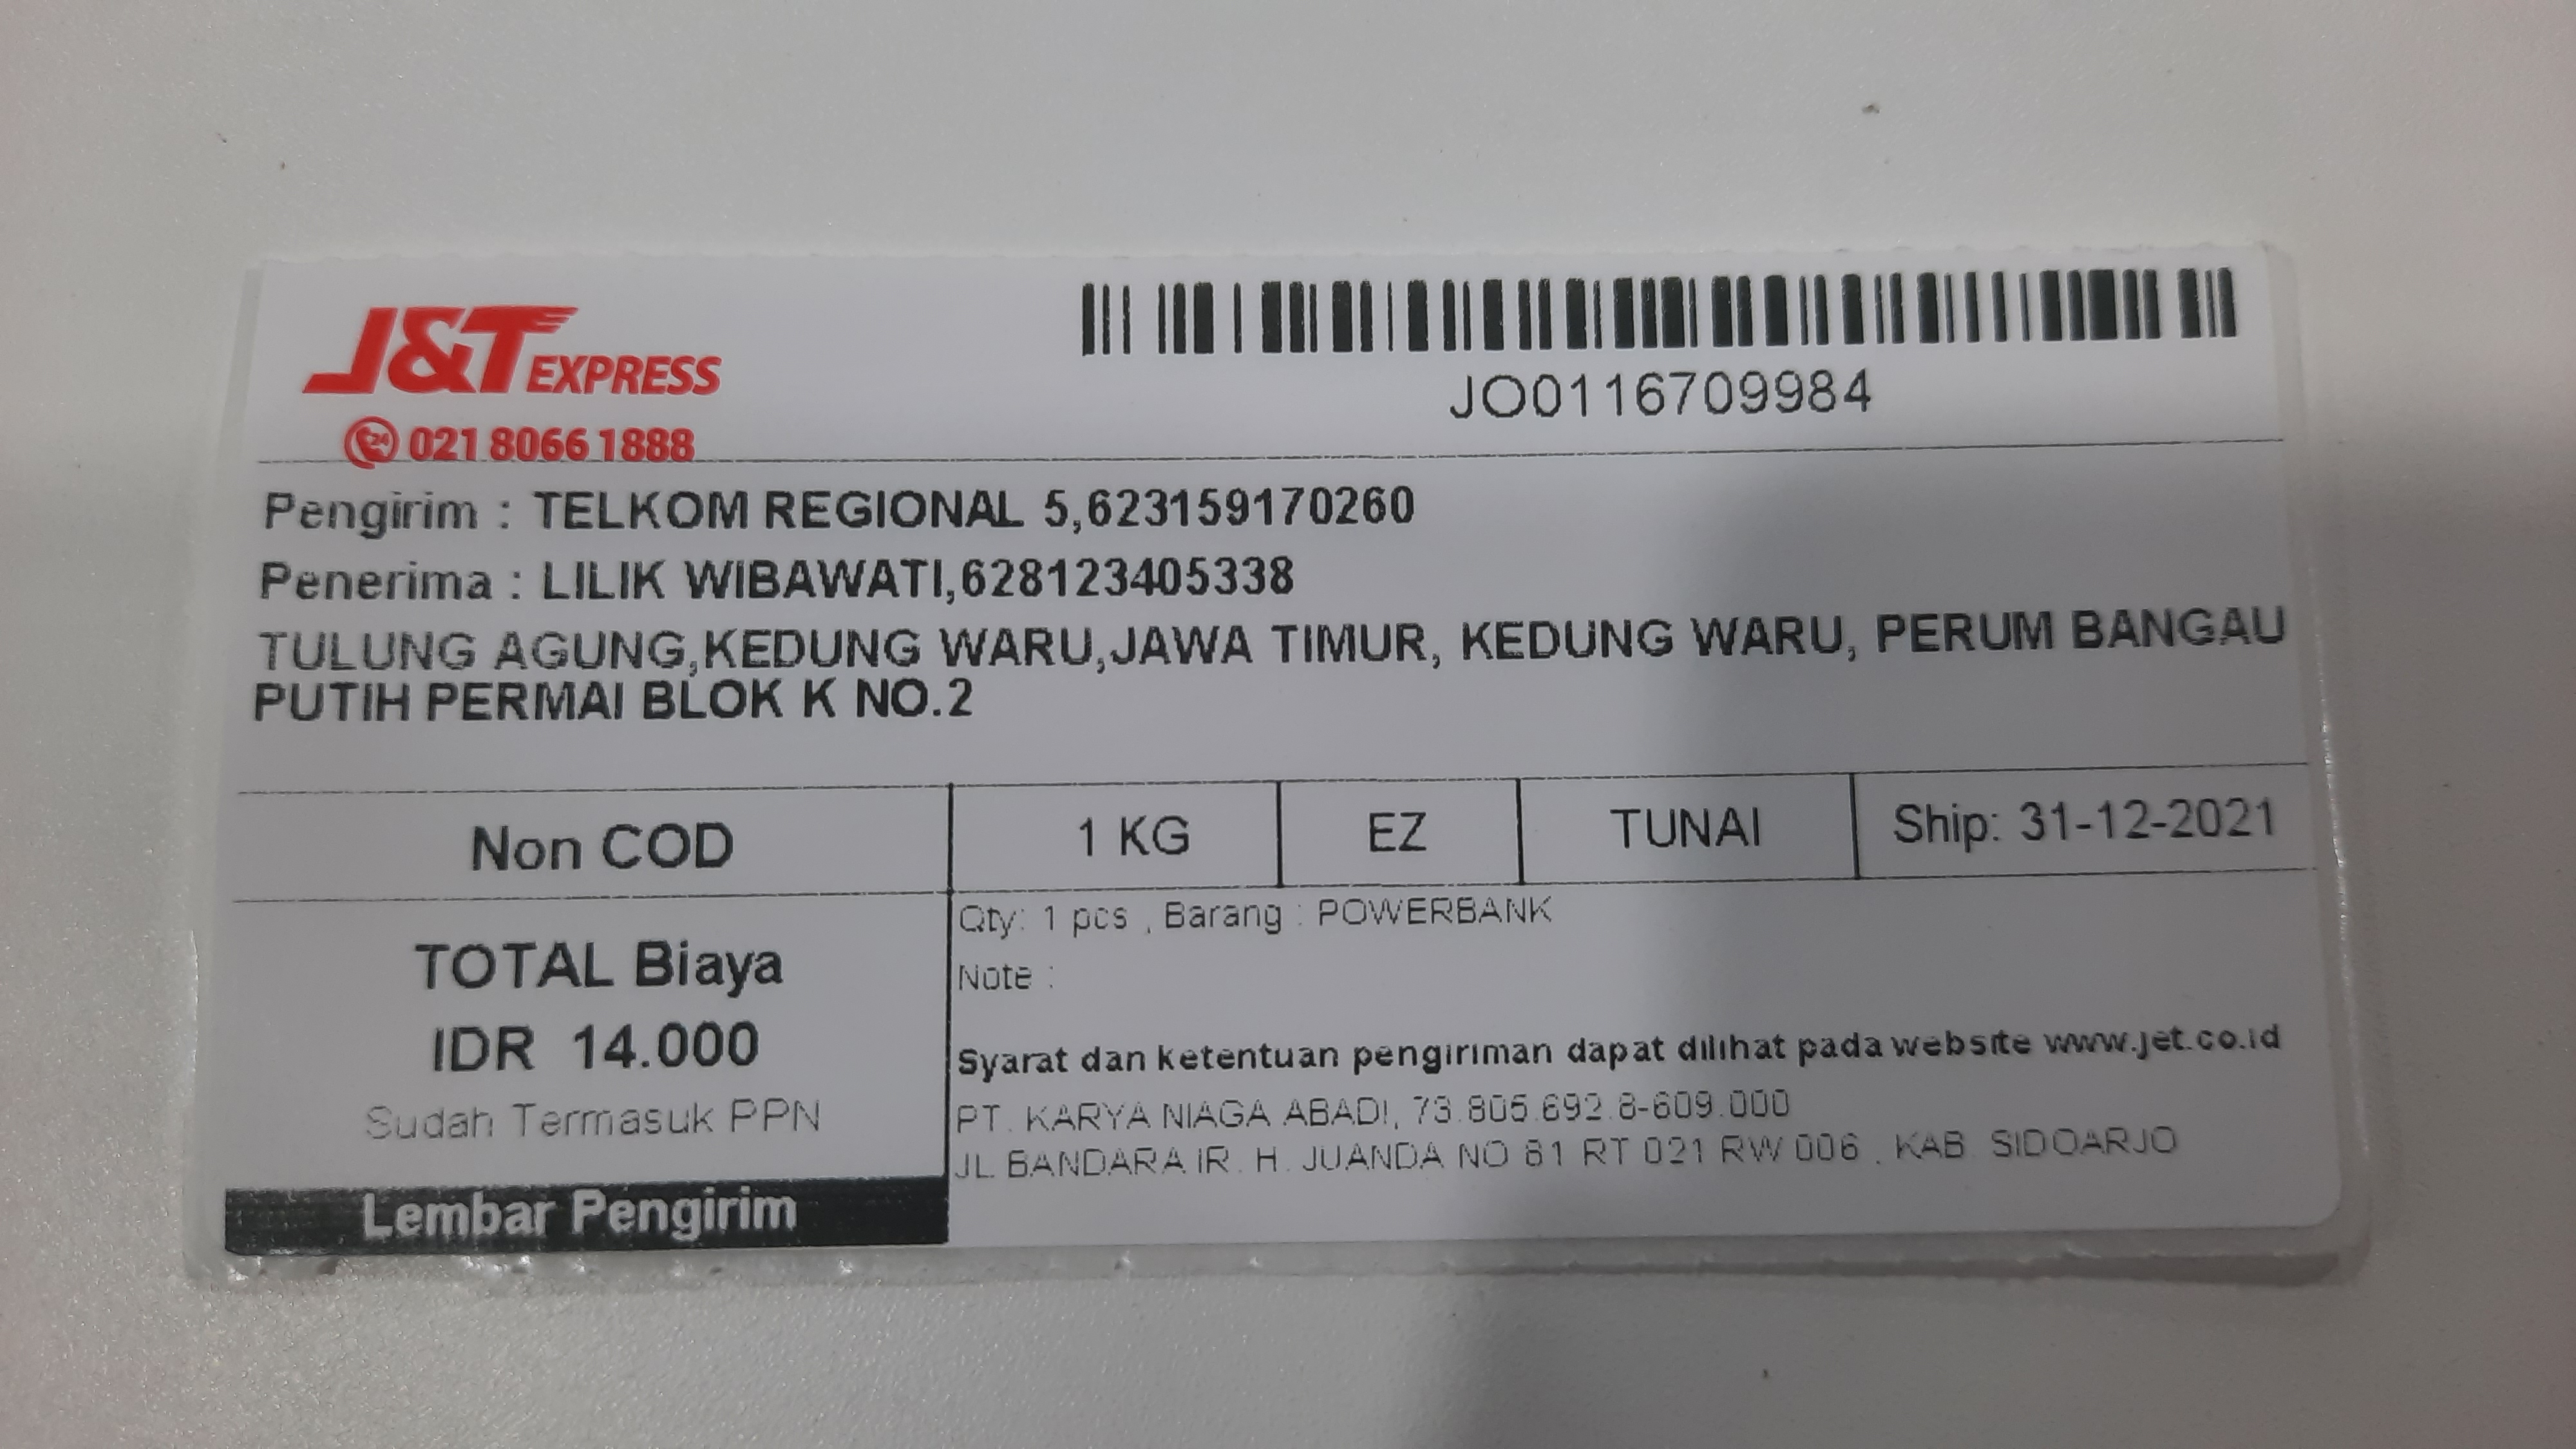 J&T EXPRESS
021 8066 1888
JO0116709984
Pengirim : TELKOM REGIONAL 5,623159170260
Penerima : LILIK WIBAWATI,6281234405338
TULUNG AGUNG,KEDUNG WARU,JAWA TIMUR, KEDUNG WARU, PERUM BANGAU
PUTIH PERMAI BLOK K NO.2
Non COD
1 KG
EZ
TUNAI
Ship: 31-12-2021
TOTAL Biaya
IDR 14.000
Sudah Termasuk PPN
Lembar Pengirim
Qty: 1 pcs , Barang : POWERBANK
Note :
Syarat dan ketentuan pengiriman dapat dilihat pada website www.jet.co.id
PT. KARYA NIAGA ABADI, 73.805.692.8-609.000
JL BANDARA IR. H. JUANDA NO 81 RT 021 RW 006 . KAB. SIDOARJO